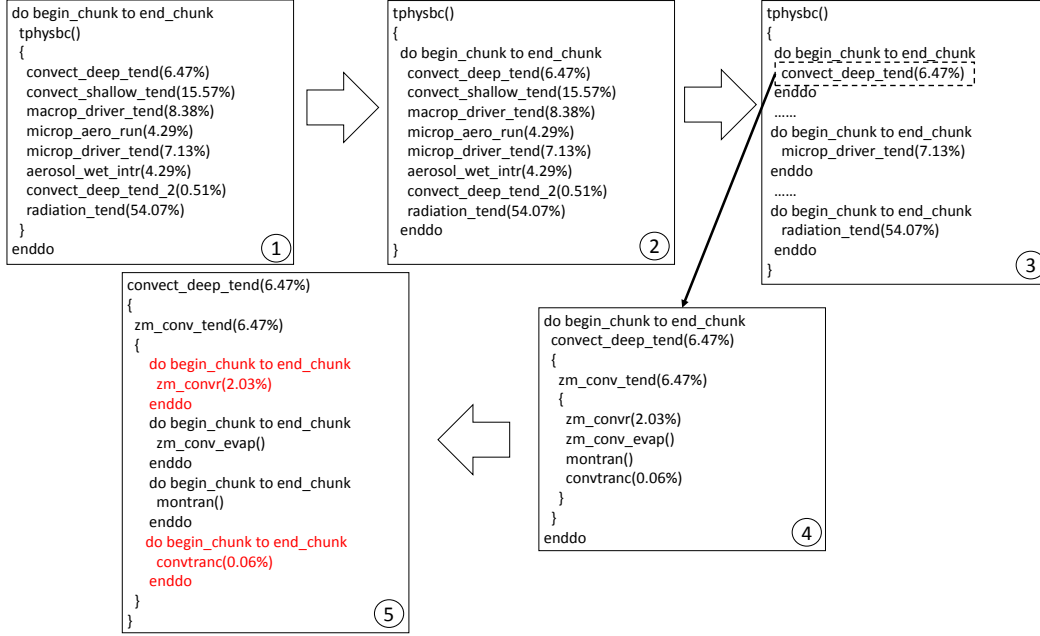 do begin_chunk to end_chunk
tphysbc()
{
convect_deep_tend(6.47%)
convect_shallow_tend(15.57%)
macrop_driver_tend(8.38%)
microp_aero_run(4.29%)
microp_driver_tend(7.13%)
aerosol_wet_intr(4.29%)
convect_deep_tend_2(0.51%)
radiation_tend(54.07%)
}
enddo
1
tphysbc()
{
do begin_chunk to end_chunk
convect_deep_tend(6.47%)
convect_shallow_tend(15.57%)
macrop_driver_tend(8.38%)
microp_aero_run(4.29%)
microp_driver_tend(7.13%)
aerosol_wet_intr(4.29%)
convect_deep_tend_2(0.51%)
radiation_tend(54.07%)
enddo
}
2
tphysbc()
{
do begin_chunk to end_chunk
convect_deep_tend(6.47%)
enddo
......
do begin_chunk to end_chunk
microp_driver_tend(7.13%)
enddo
......
do begin_chunk to end_chunk
radiation_tend(54.07%)
enddo
}
3
do begin_chunk to end_chunk
convect_deep_tend(6.47%)
{
zm_conv_tend(6.47%)
{
zm_convr(2.03%)
zm_conv_evap()
montran()
convtranc(0.06%)
}
}
enddo
4
convect_deep_tend(6.47%)
{
zm_conv_tend(6.47%)
{
do begin_chunk to end_chunk
zm_convr(2.03%)
enddo
do begin_chunk to end_chunk
zm_conv_evap()
enddo
do begin_chunk to end_chunk
montran()
enddo
do begin_chunk to end_chunk
convtranc(0.06%)
enddo
}
}
5